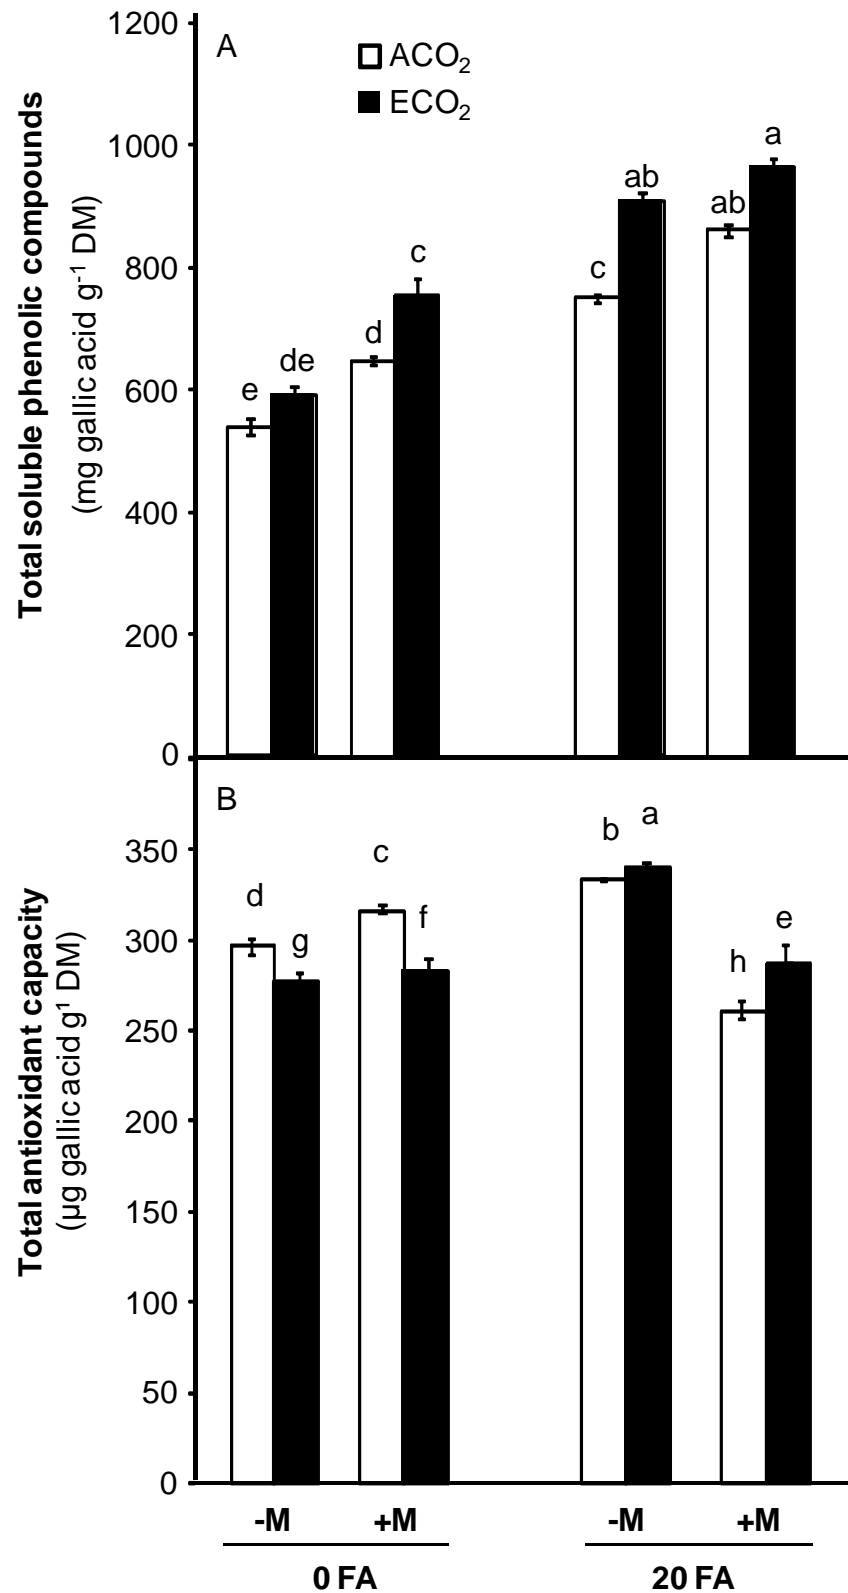 Total soluble phenolic compounds
(mg gallic acid g-1 DM)
1200
1000
800
600
400
200
0
A
ACO2
ECO2
e
de
d
c
c
ab
ab
a
Total antioxidant capacity
(µg gallic acid g1 DM)
350
300
250
200
150
100
50
0
B
d
g
c
f
b
a
h
e
-M +M -M +M
0 FA 20 FA